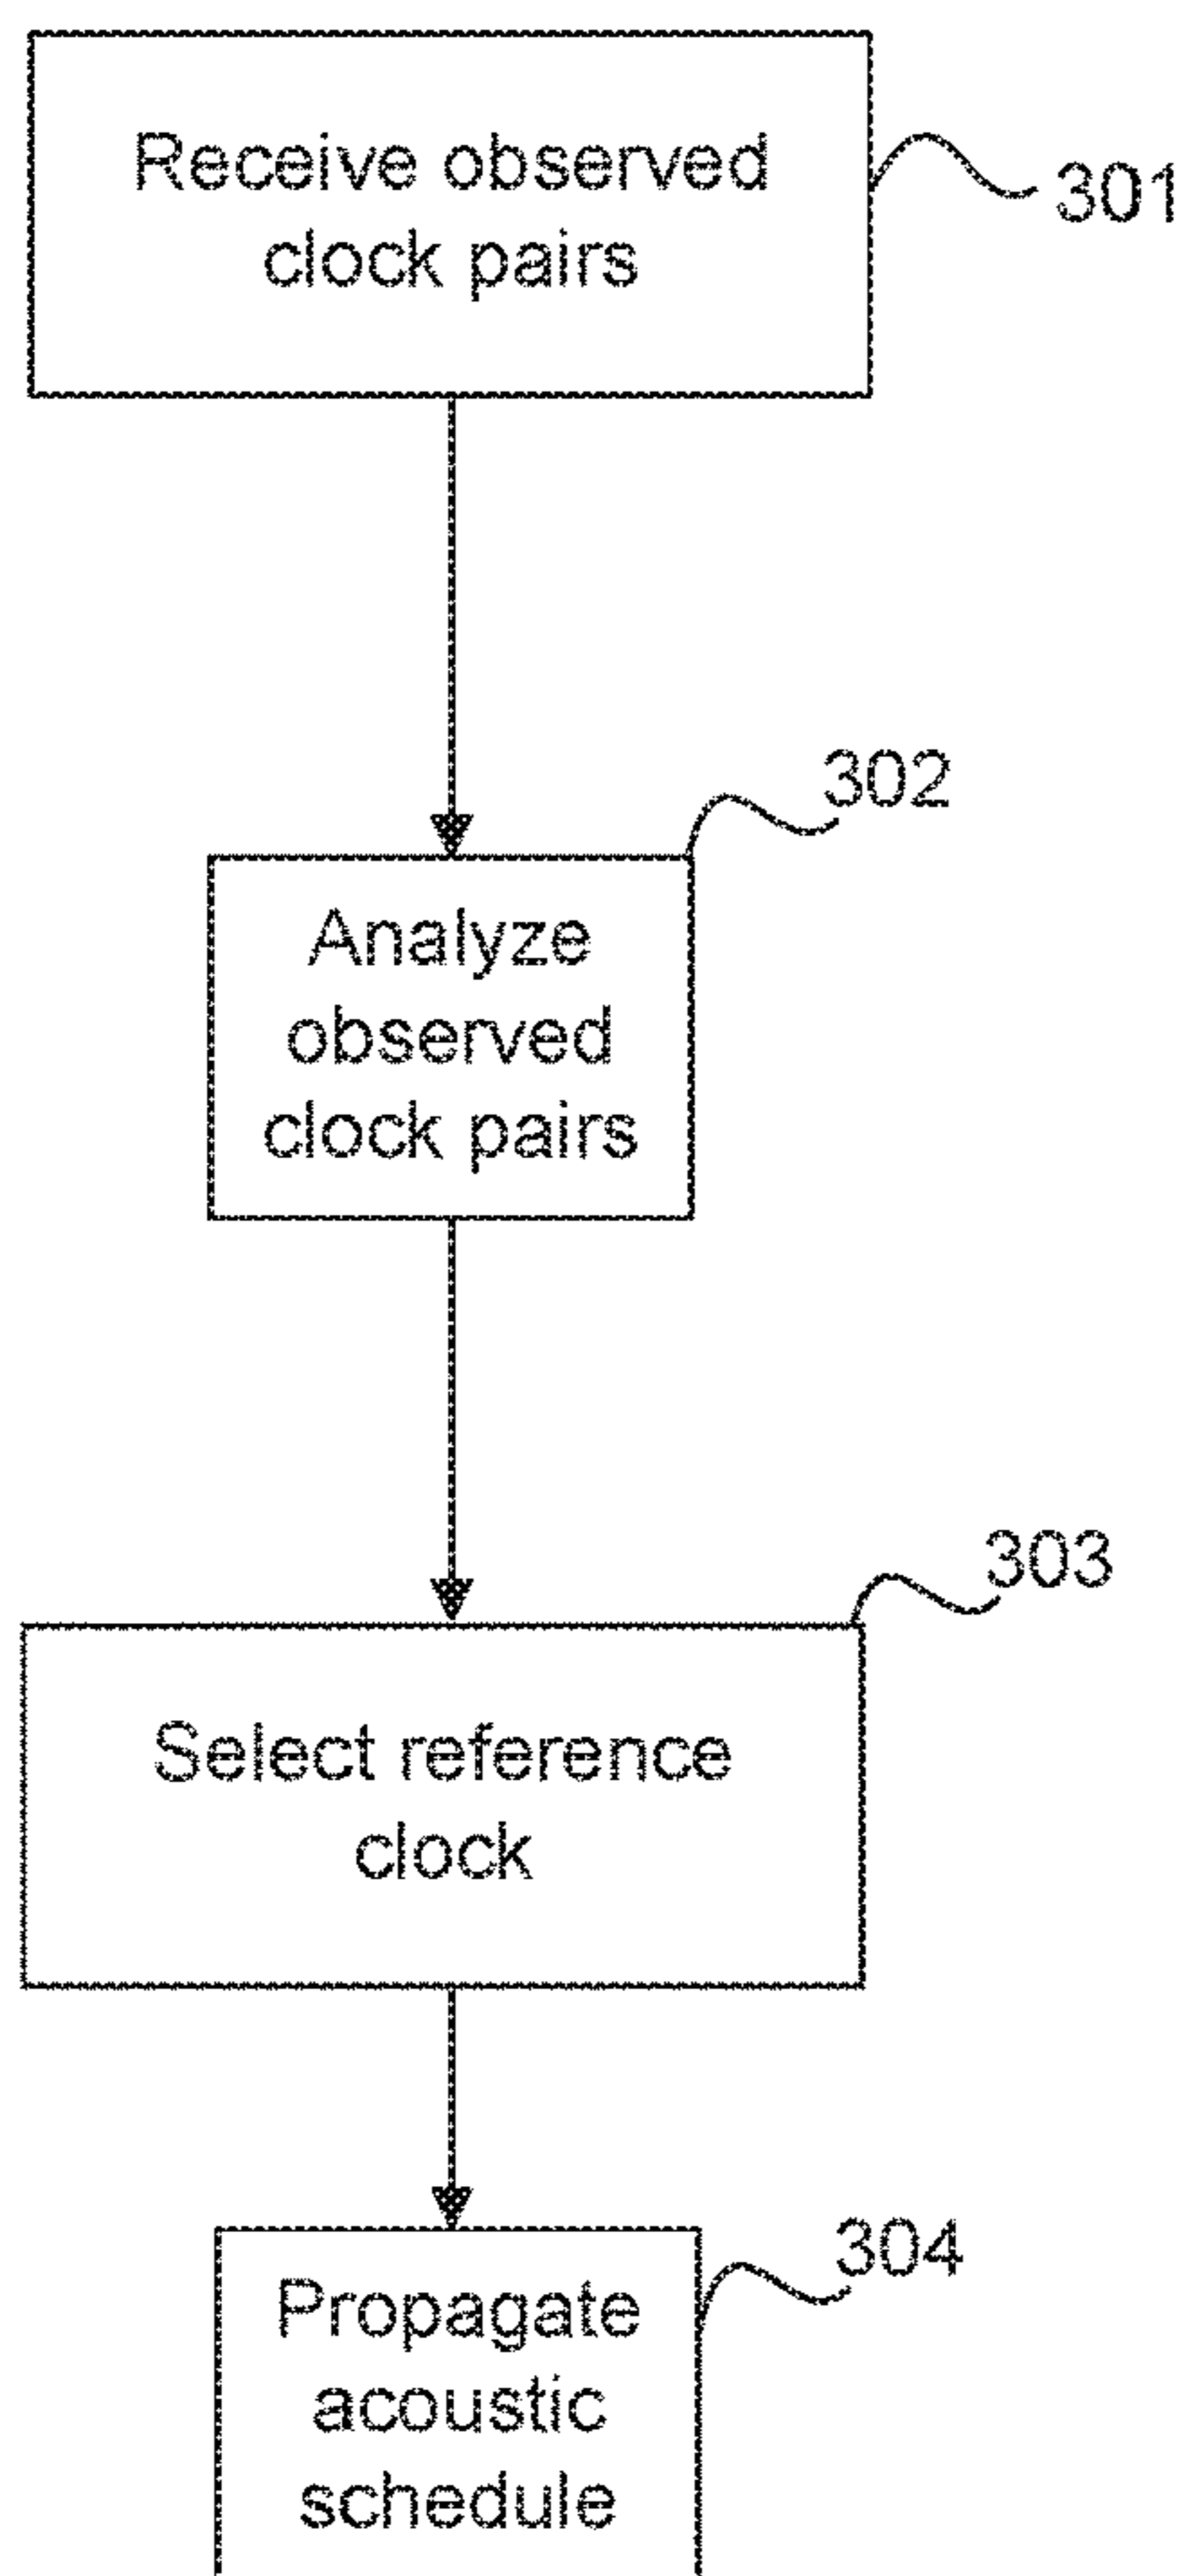 Receive observed
clock pairs
301
302
Analyze
observed
clock pairs
303
Select reference
clock
304
Propagate
acoustic
schedule